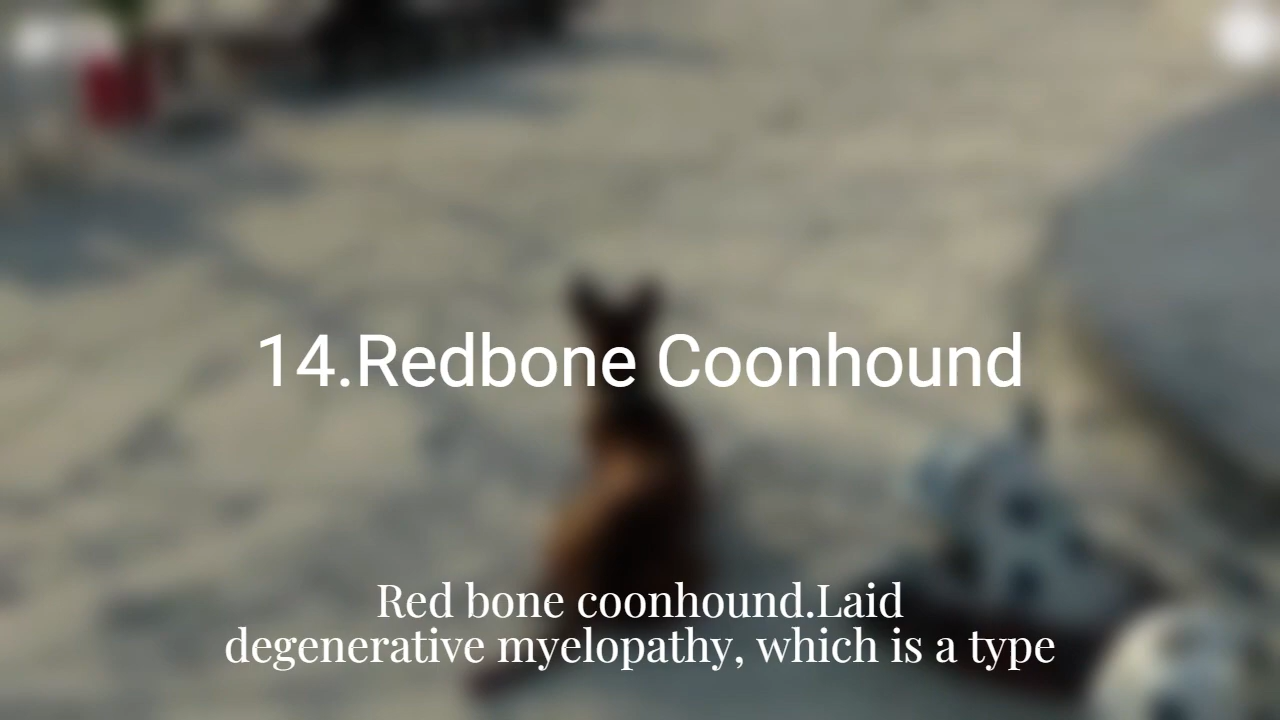 14.Redbone Coonhound
Red bone coonhound.Laid
degenerative myelopathy, which is a type